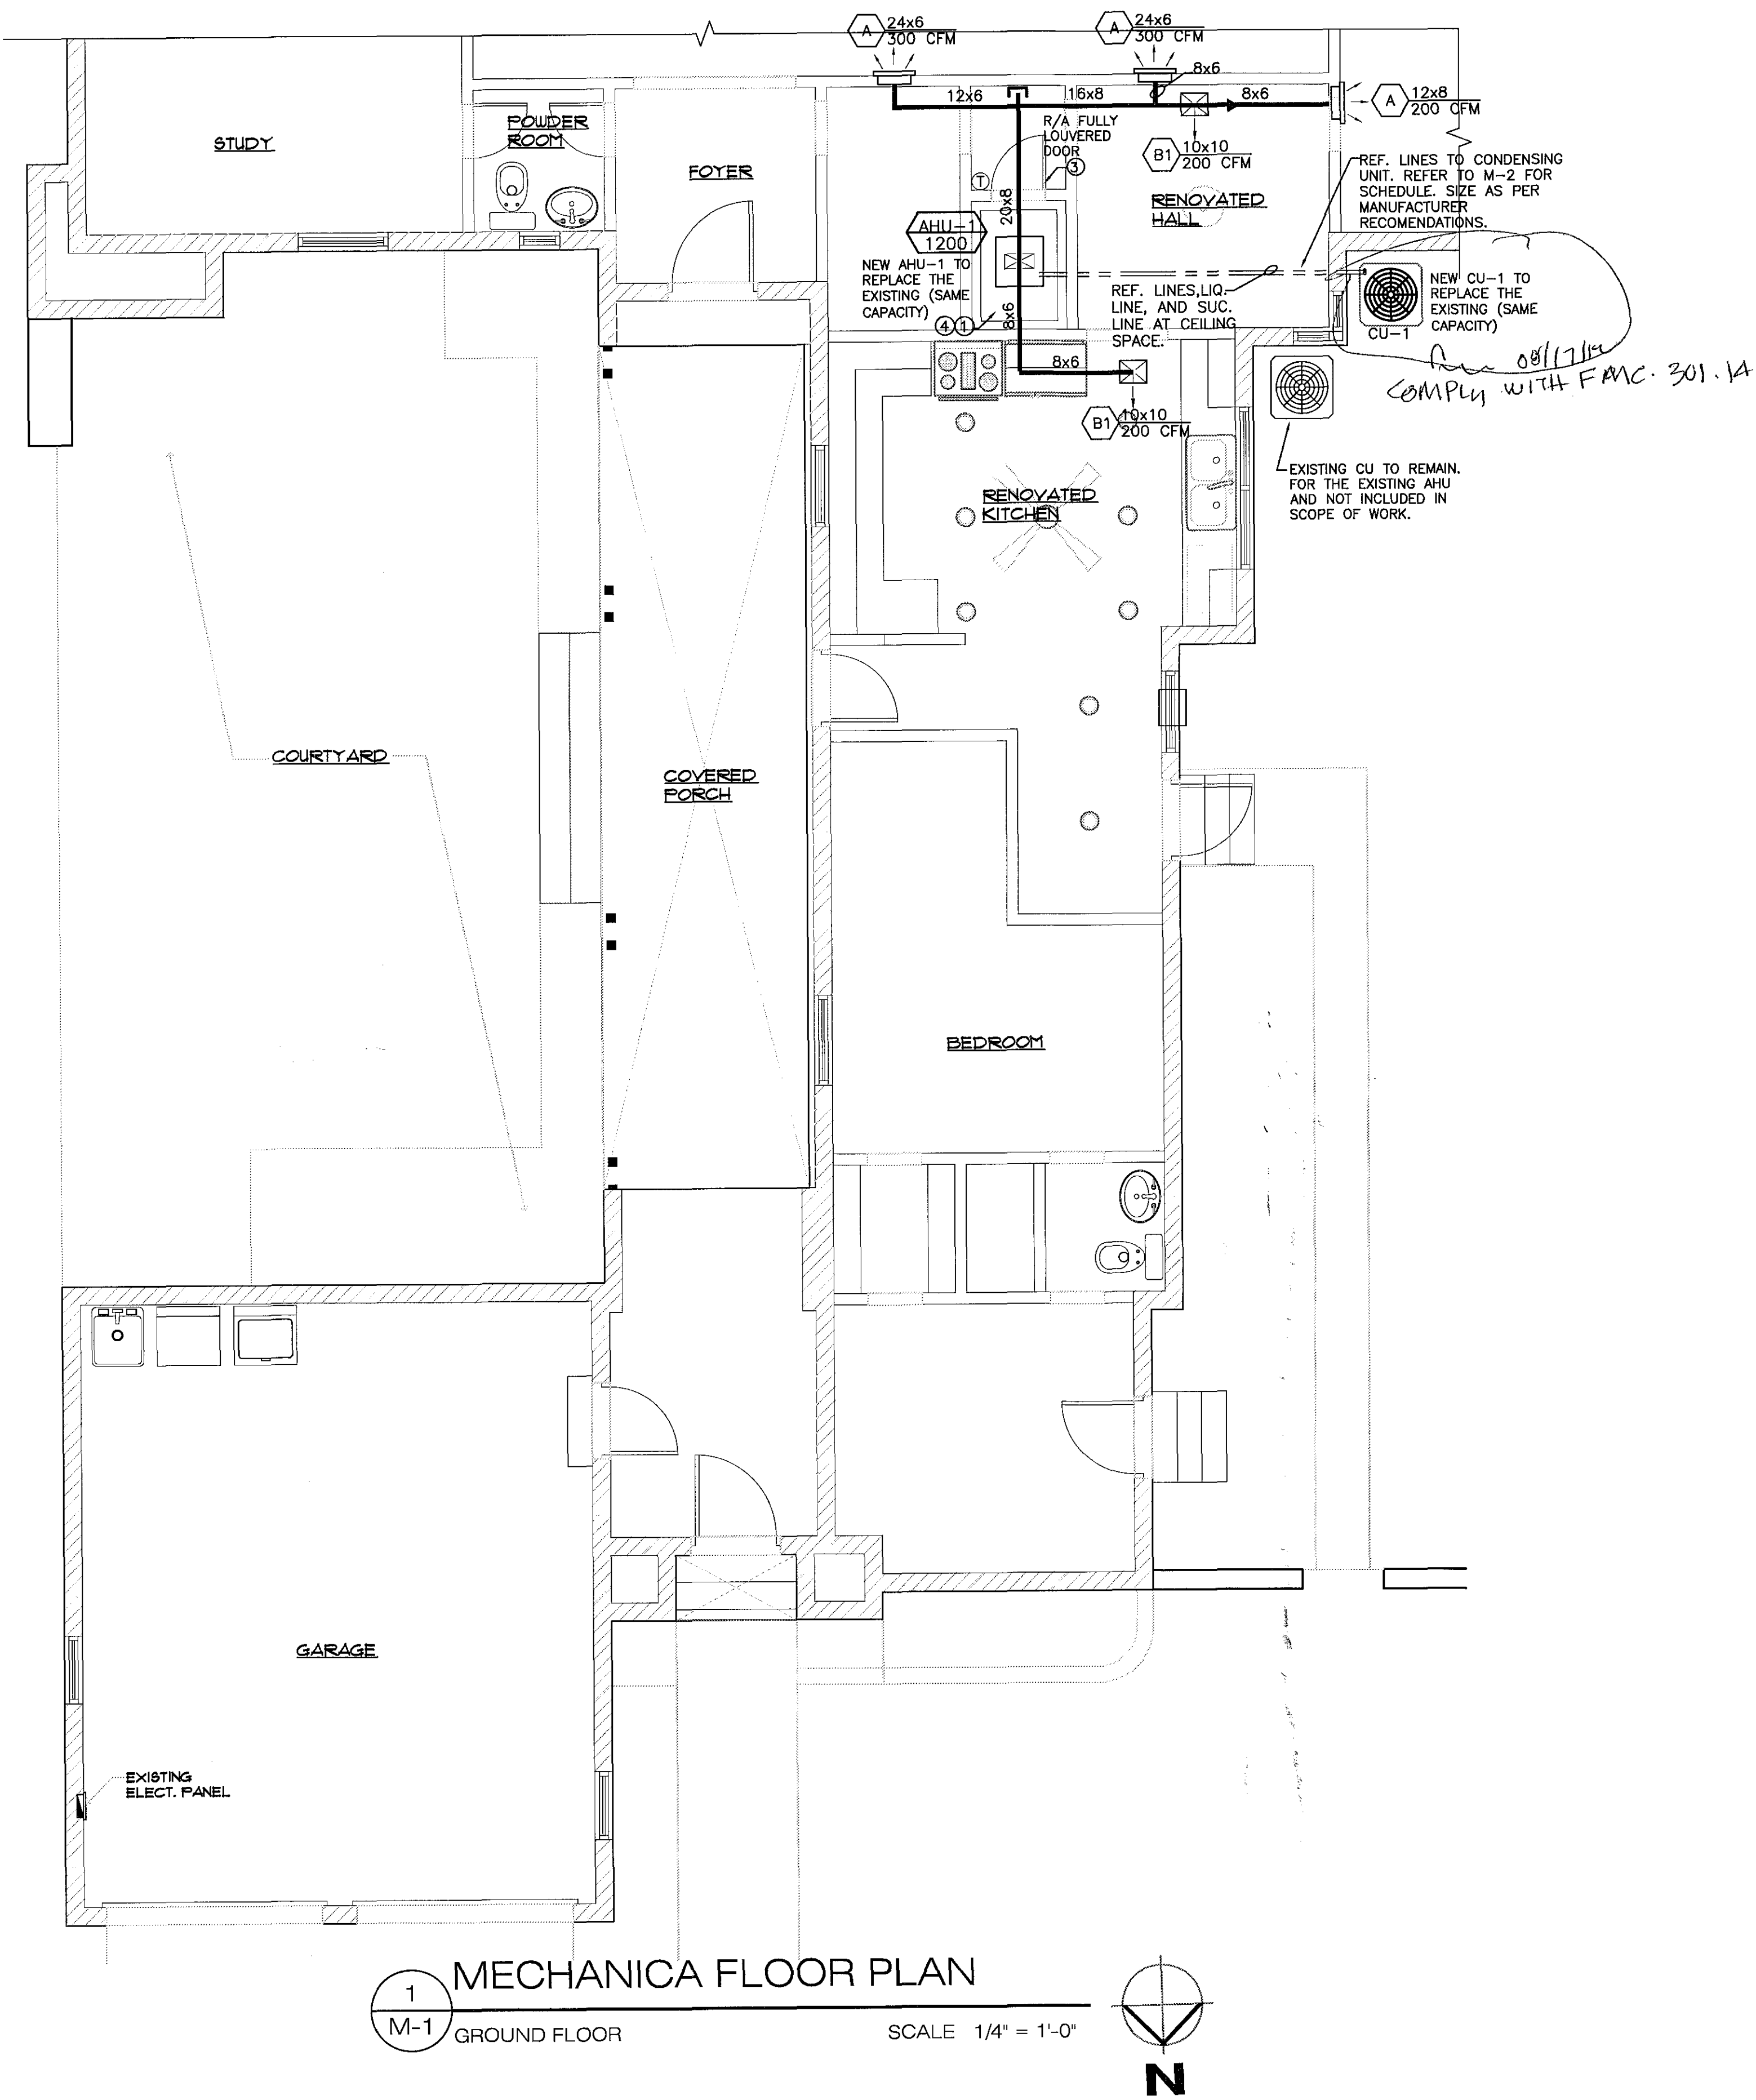 A 24x6
300 CFM
A 24x6
300 CFM
8x6
12x6
16x8
8x6
A 12x8
200 CFM
POWDER
ROOM
STUDY
FOYER
R/A FULLY
LOUVERED
DOOR
3
B1 10x10
200 CFM
T
20x8
RENOVATED
HALL
REF. LINES TO CONDENSING
UNIT. REFER TO M-2 FOR
SCHEDULE. SIZE AS PER
MANUFACTURER
RECOMENDATIONS.
AHU-1
1200
NEW AHU-1 TO
REPLACE THE
EXISTING (SAME
CAPACITY)
4 1
8x6
REF. LINES,LIQ.
LINE, AND SUC.
LINE AT CEILING
SPACE.
NEW CU-1 TO
REPLACE THE
EXISTING (SAME
CAPACITY)
CU-1
COMPLY WITH FMC. 301.14
8x6
B1 10x10
200 CFM
EXISTING CU TO REMAIN.
FOR THE EXISTING AHU
AND NOT INCLUDED IN
SCOPE OF WORK.
RENOVATED
KITCHEN
COURTYARD
COVERED
PORCH
BEDROOM
GARAGE
EXISTING
ELECT. PANEL
1
M-1
MECHANICA FLOOR PLAN
GROUND FLOOR
SCALE 1/4" = 1'-0"
N